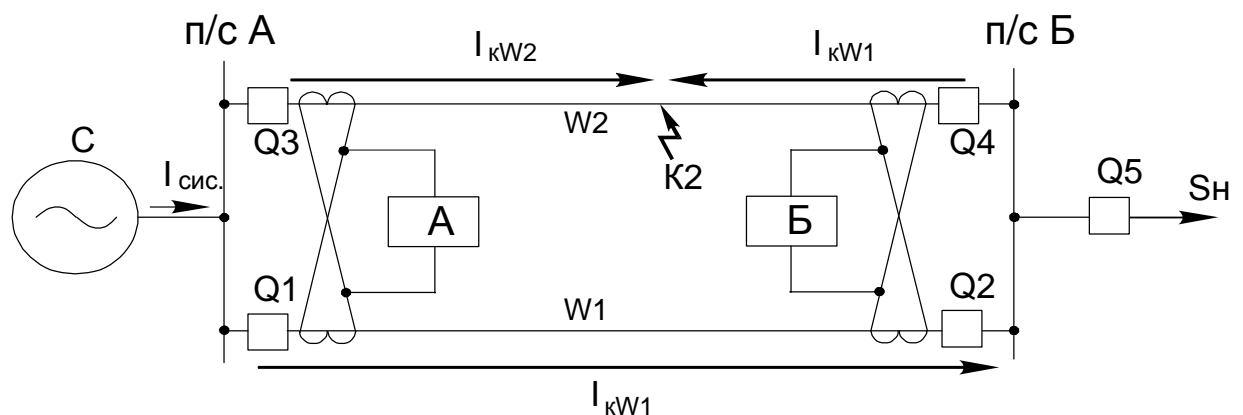 п/с А
I кW2
I кW1
п/с Б
W2
Q3
Q4
С
К2
Q5
Sн
I сис.
А
Б
Q1
W1
Q2
I кW1